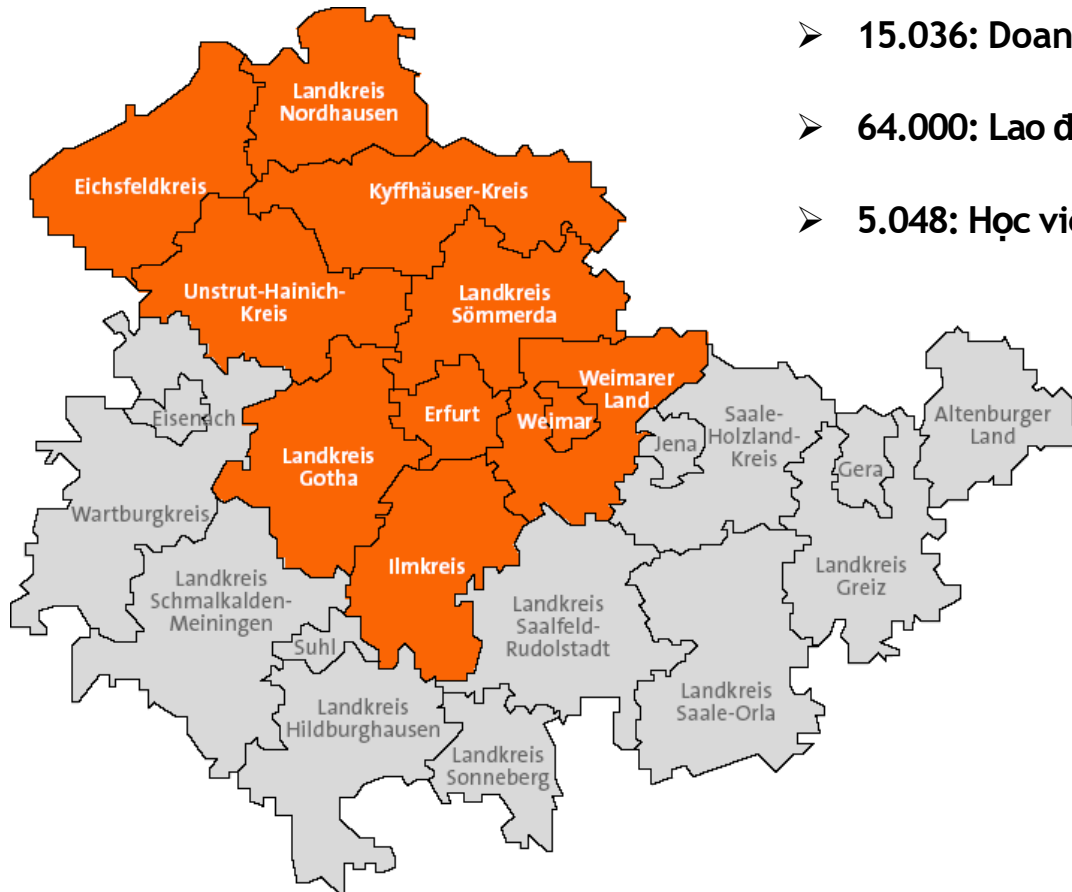 ➢ 15.036: Doan
➢ 64.000: Lao
➢ 5.048: Học
Landkreis
Nordhausen
Eichsfeldkreis
Kyffhäuser-Kreis
Unstrut-Hainich-
Kreis
Landkreis
Sömmerda
Weimarer
Land
Erfurt
Weimar
Eisenach
Landkreis
Gotha
Jena
Saale-
Holzland-
Kreis
Gera
Altenburger
Land
Wartburgkreis
Ilmkreis
Landkreis
Greiz
Landkreis
Schmalkalden-
Meiningen
Landkreis
Saalfeld-
Rudolstadt
Suhl
Landkreis
Saale-Orla
Landkreis
Hildburghausen
Landkreis
Sonneberg